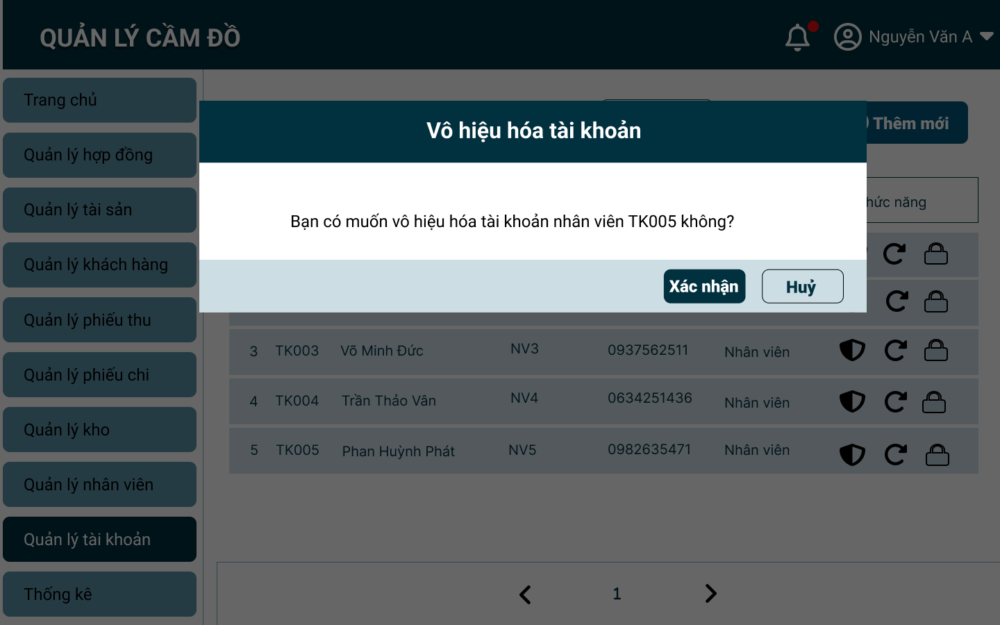 QUẢN LÝ CẦM ĐỒ
Nguyễn Văn A
Trang chủ
Quản lý hợp đồng
Quản lý tài sản
Quản lý khách hàng
Quản lý phiếu thu
Quản lý phiếu chi
Quản lý kho
Quản lý nhân viên
Quản lý tài khoản
Thống kê
Thêm mới
Vô hiệu hóa tài khoản
Bạn có muốn vô hiệu hóa tài khoản nhân viên TK005 không?
Xác nhận Huỷ
hức năng
3 TK003 Võ Minh Đức NV3 0937562511 Nhân viên
4 TK004 Trần Thảo Vân NV4 0634251436 Nhân viên
5 TK005 Phan Huỳnh Phát NV5 0982635471 Nhân viên
1